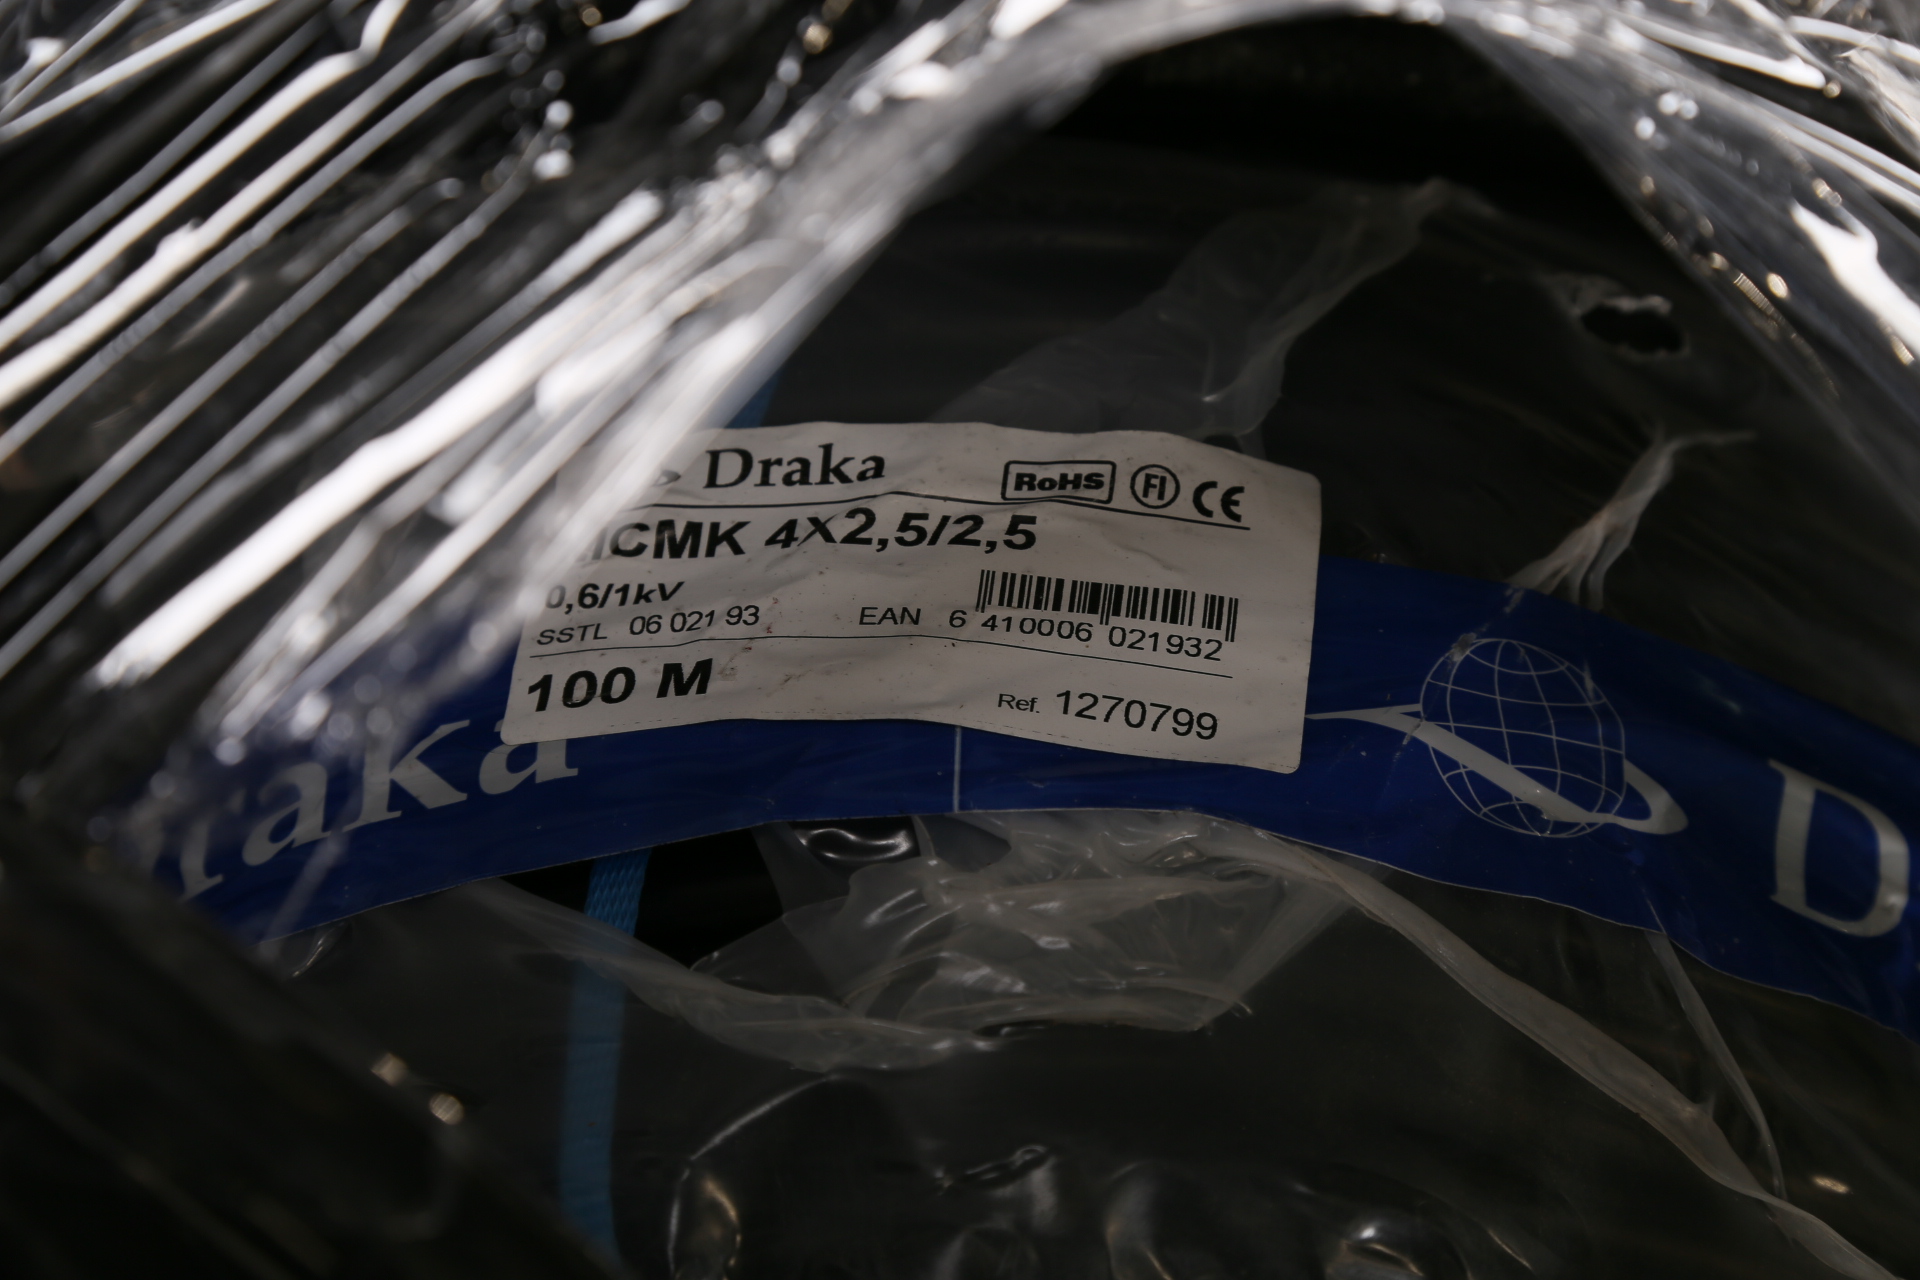 Draka
RoHS FI CE
CMK 4X2,5/2,5
0,6/1kV
SSTL 06 021 93
EAN 6 410006 021932
100 M
Ref. 1270799
raka
D